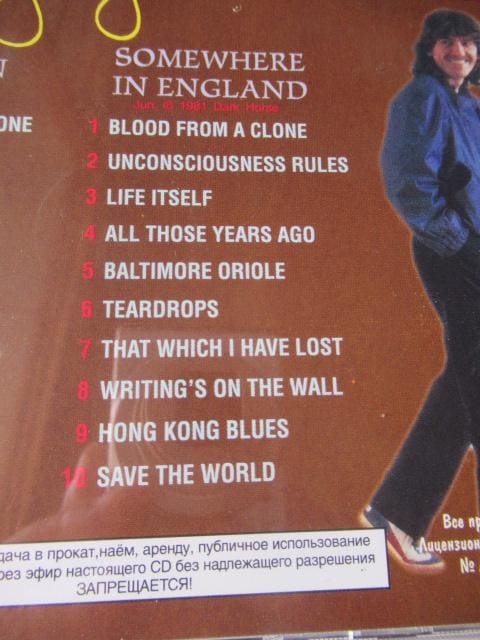 SOMEWHERE
IN ENGLAND
Jun. 1981 Dark Horse
ONE
1 BLOOD FROM A CLONE
2 UNCONSCIOUSNESS RULES
3 LIFE ITSELF
4 ALL THOSE YEARS AGO
5 BALTIMORE ORIOLE
6 TEARDROPS
7 THAT WHICH I HAVE LOST
8 WRITING'S ON THE WALL
9 HONG KONG BLUES
10 SAVE THE WORLD
Все пр
Лицензион
№
дача в прокат,наём, аренду, публичное использование
рез эфир настоящего CD без надлежащего разрешения
ЗАПРЕЩАЕТСЯ!